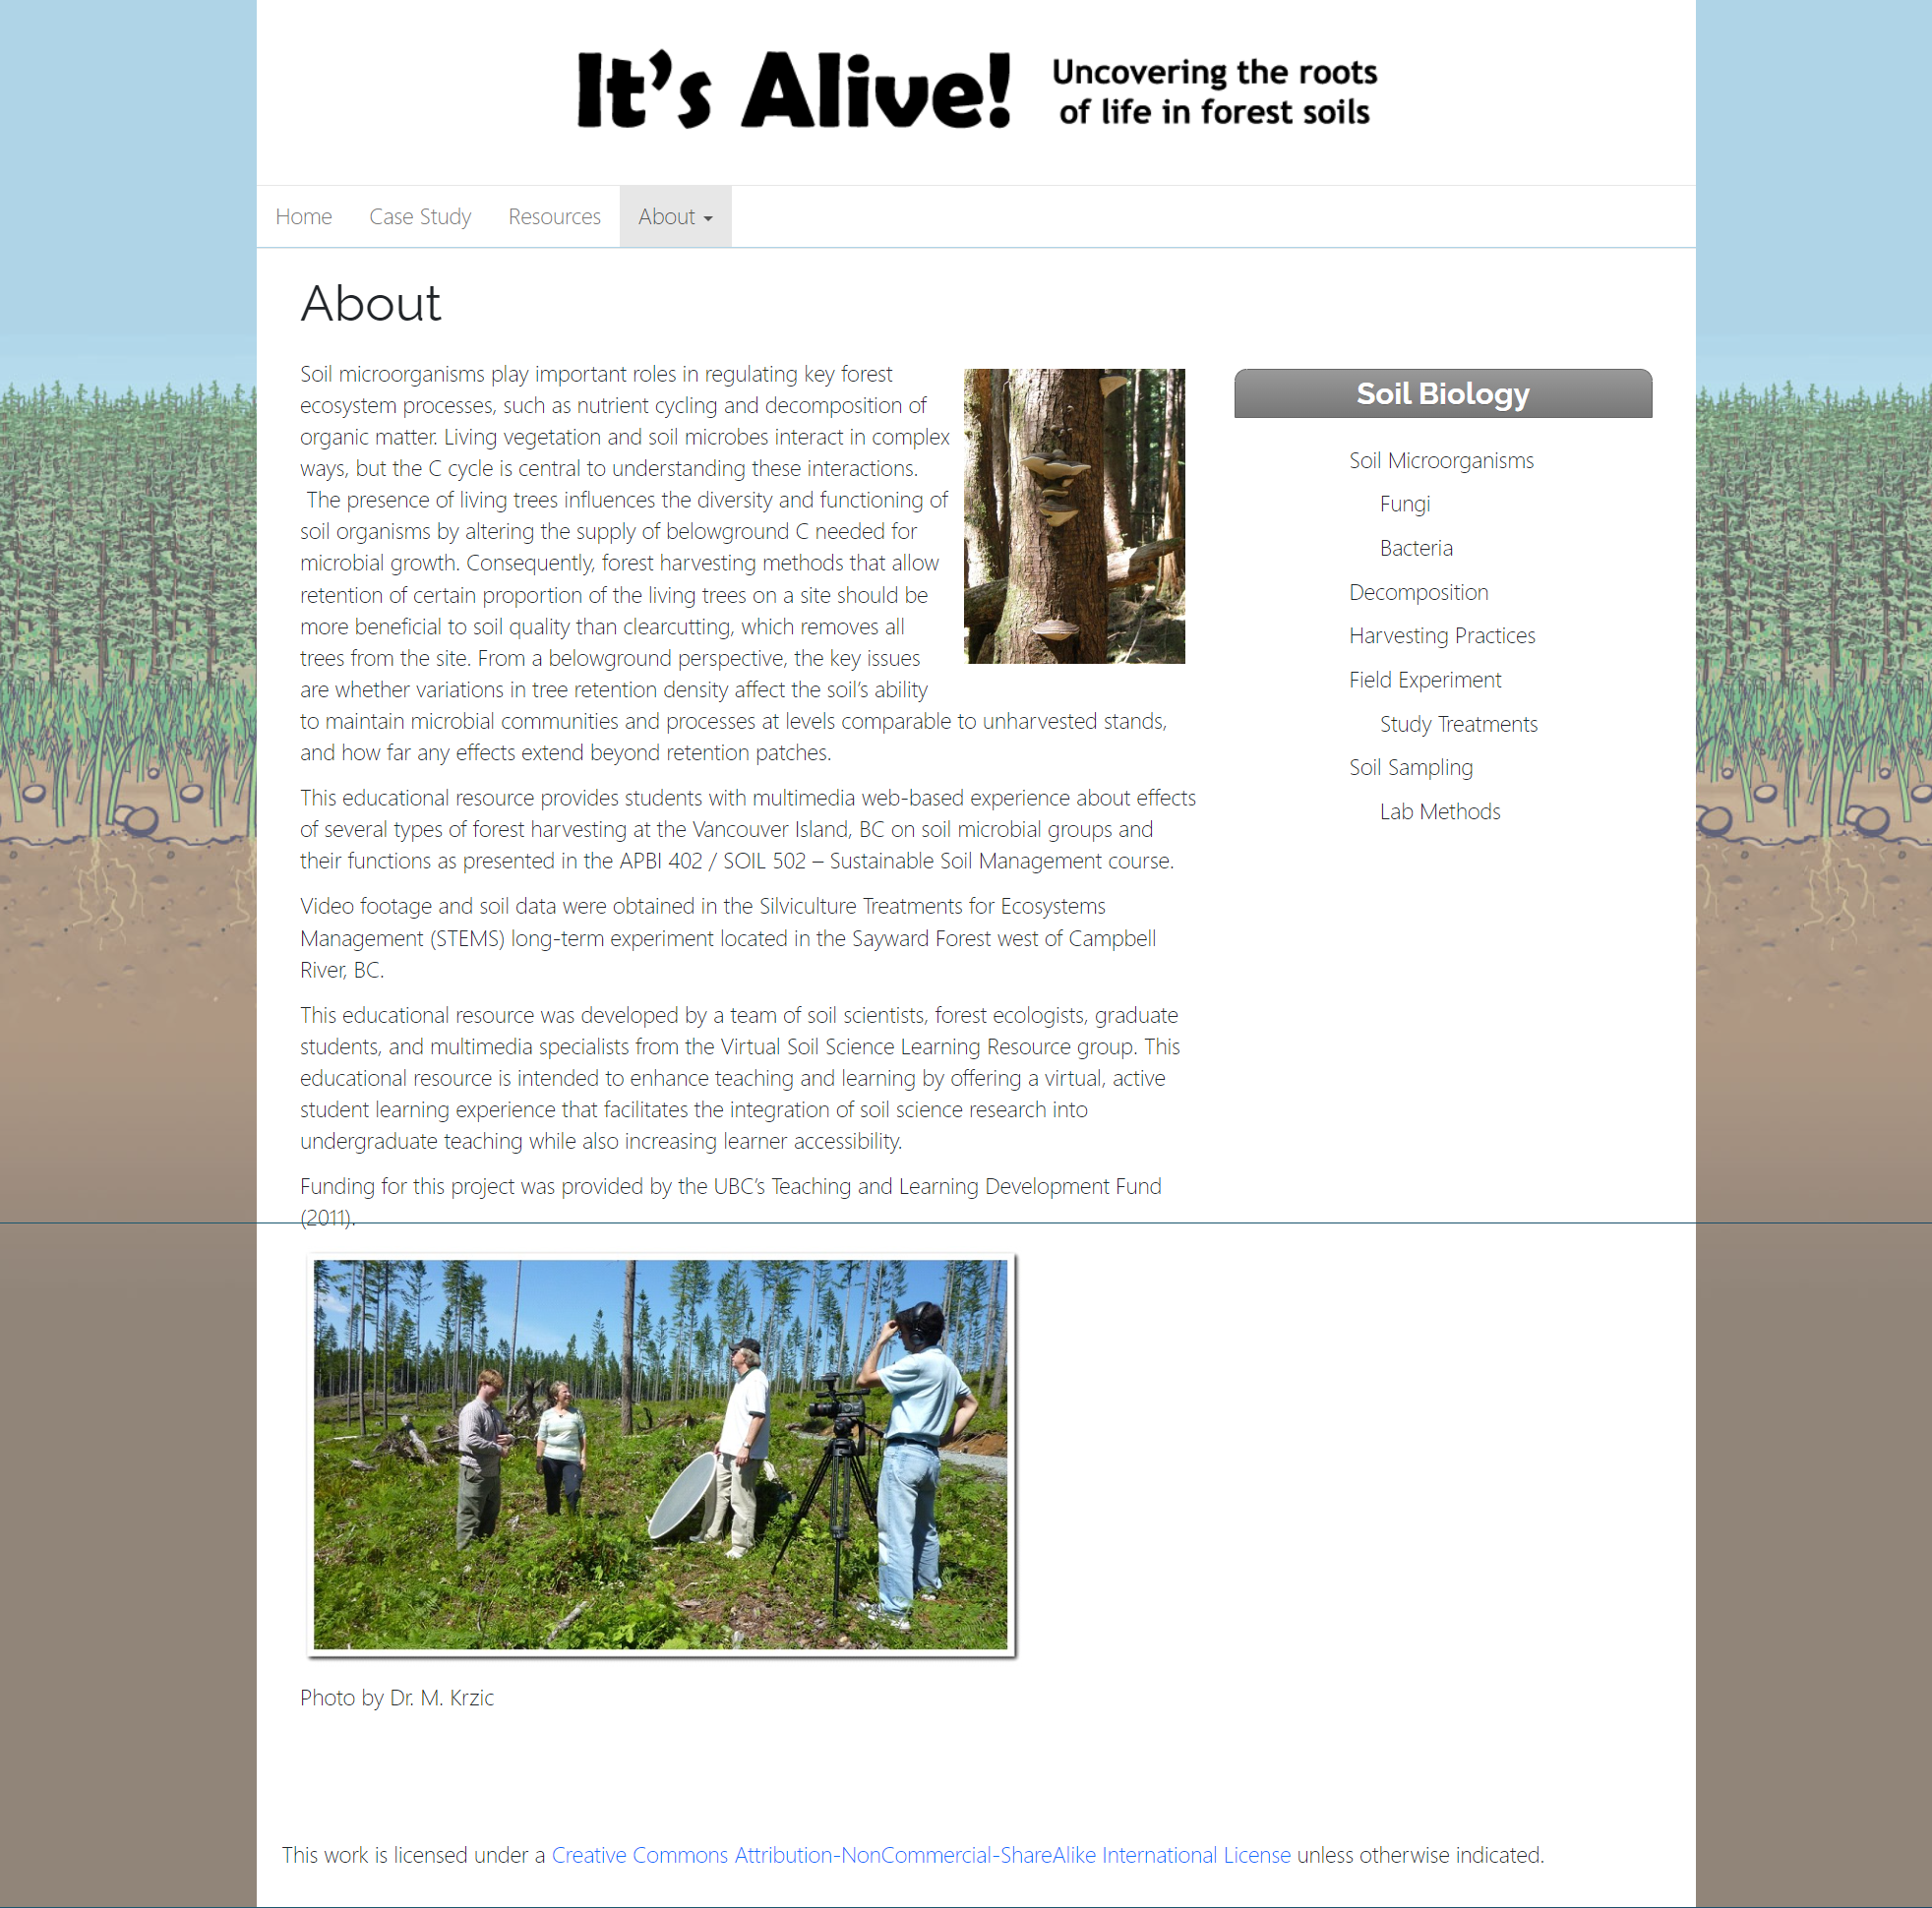 It's Alive!
Uncovering the roots
of life in forest soils
Home
Case Study
Resources
About
About
Soil microorganisms play important roles in regulating key forest
ecosystem processes, such as nutrient cycling and decomposition of
organic matter. Living vegetation and soil microbes interact in complex
ways, but the C cycle is central to understanding these interactions.
The presence of living trees influences the diversity and functioning of
soil organisms by altering the supply of belowground C needed for
microbial growth. Consequently, forest harvesting methods that allow
retention of certain proportion of the living trees on a site should be
more beneficial to soil quality than clearcutting, which removes all
trees from the site. From a belowground perspective, the key issues
are whether variations in tree retention density affect the soil’s ability
to maintain microbial communities and processes at levels comparable to unharvested stands,
and how far any effects extend beyond retention patches.
This educational resource provides students with multimedia web-based experience about effects
of several types of forest harvesting at the Vancouver Island, BC on soil microbial groups and
their functions as presented in the APBI 402 / SOIL 502 – Sustainable Soil Management course.
Video footage and soil data were obtained in the Silviculture Treatments for Ecosystems
Management (STEMS) long-term experiment located in the Sayward Forest west of Campbell
River, BC.
This educational resource was developed by a team of soil scientists, forest ecologists, graduate
students, and multimedia specialists from the Virtual Soil Science Learning Resource group. This
educational resource is intended to enhance teaching and learning by offering a virtual, active
student learning experience that facilitates the integration of soil science research into
undergraduate teaching while also increasing learner accessibility.
Funding for this project was provided by the UBC’s Teaching and Learning Development Fund
(2011).
Photo by Dr. M. Krzic
Soil Biology
Soil Microorganisms
Fungi
Bacteria
Decomposition
Harvesting Practices
Field Experiment
Study Treatments
Soil Sampling
Lab Methods
This work is licensed under a Creative Commons Attribution-NonCommercial-ShareAlike International License unless otherwise indicated.